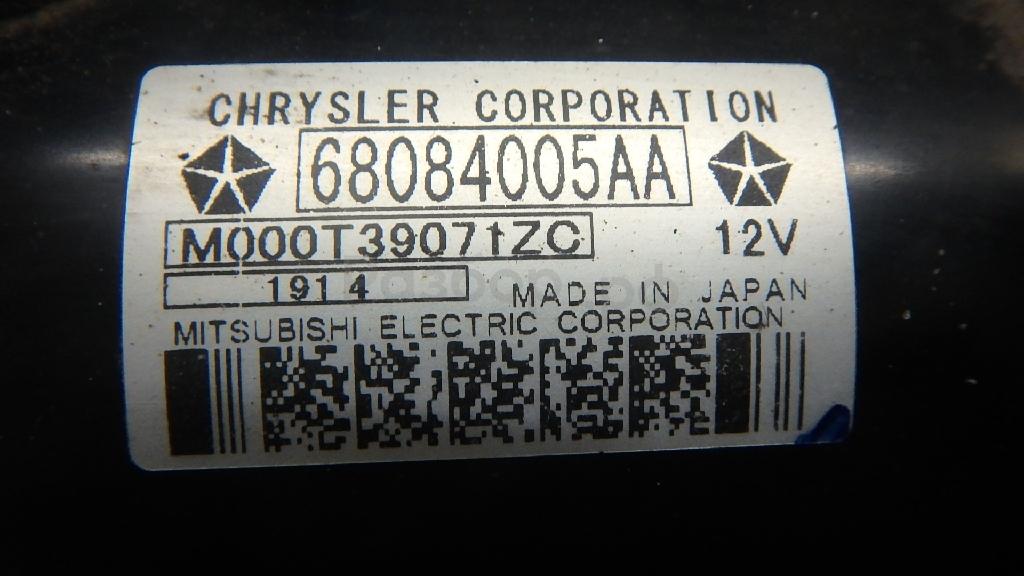 CHRYSLER CORPORATION
68084005AA
M000T39071ZC 12V
1914
MADE IN JAPAN
MITSUBISHI ELECTRIC CORPORATION